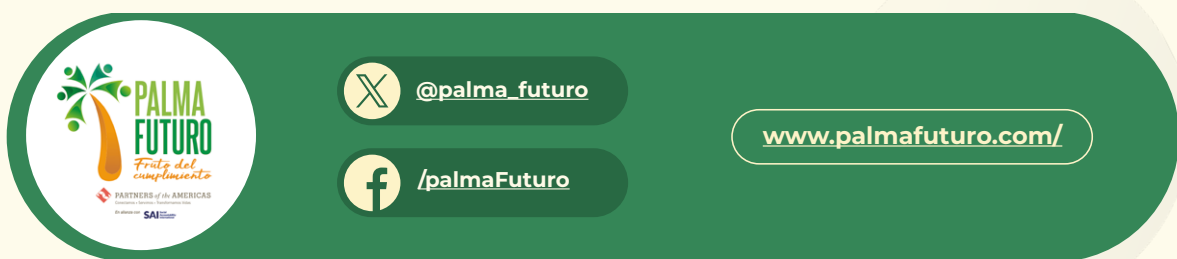 PALMA
FUTURO
Fruto del
cumplimiento
PARTNERS of the AMERICAS
En alianza con: SAI
@palma_futuro
/palmaFuturo
www.palmafuturo.com/